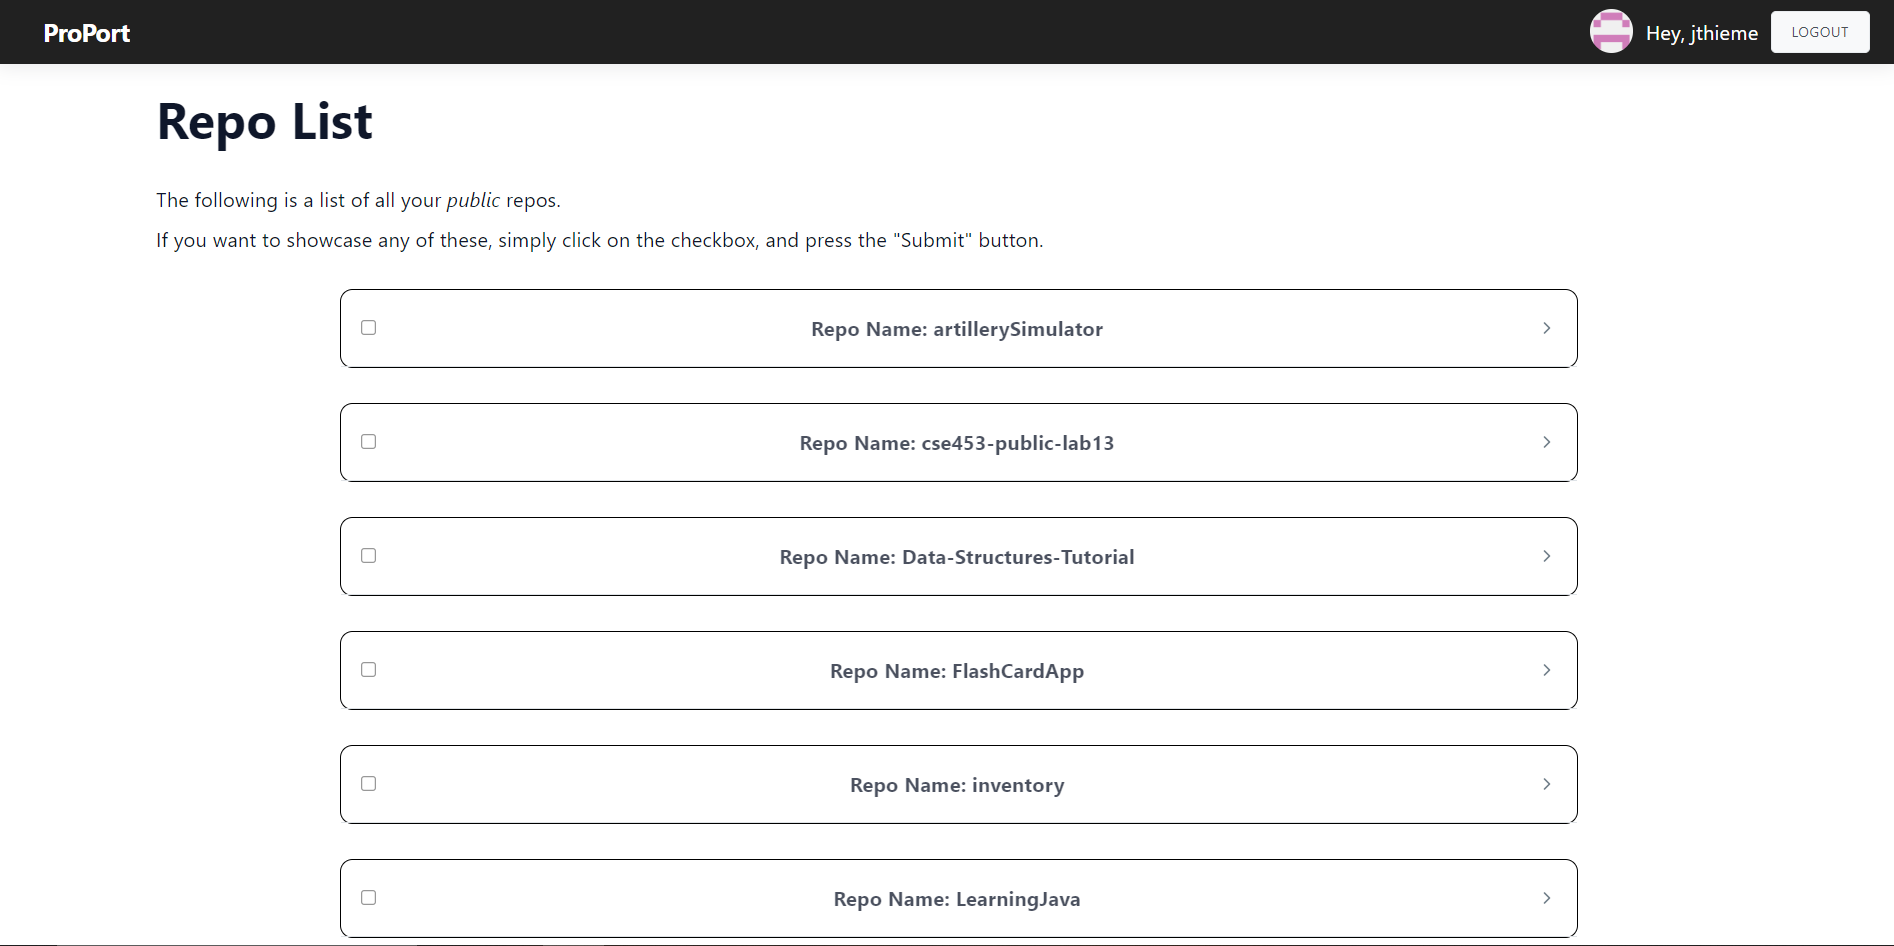 ProPort
Hey, jthieme
LOGOUT
Repo List
The following is a list of all your public repos.
If you want to showcase any of these, simply click on the checkbox, and press the "Submit" button.
Repo Name: artillerySimulator
Repo Name: cse453-public-lab13
Repo Name: Data-Structures-Tutorial
Repo Name: FlashCardApp
Repo Name: inventory
Repo Name: LearningJava